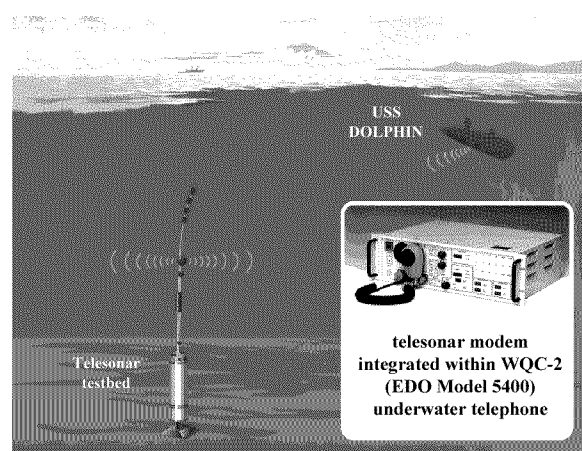 USS
DOLPHIN
Telesonar
testbed
telesonar modem
integrated within WQC-2
(EDO Model 5400)
underwater telephone